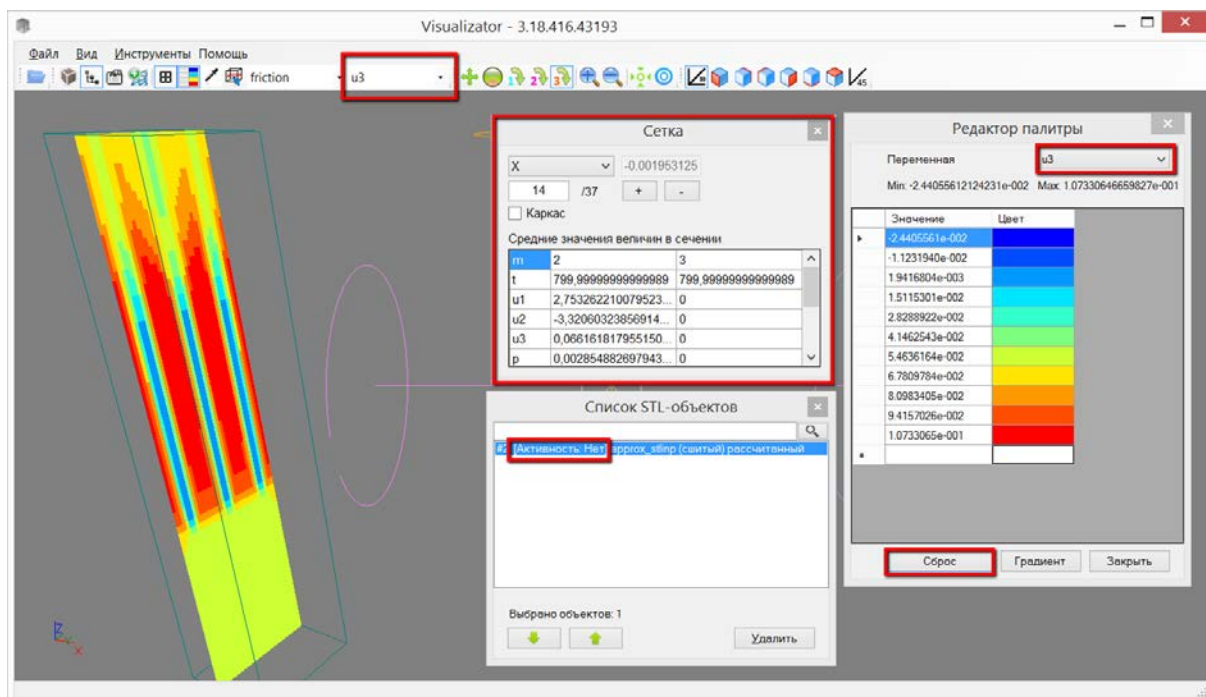 Visualizator - 3.18.416.43193
Файл Вид Инструменты Помощь
friction u3
Сетка
X -0.001953125
14 /37 + -
Каркас
Средние значения величин в сечении
m 2 3
t 799,99999999999989 799,99999999999989
u1 2,753262210079523... 0
u2 -3,32060323856914... 0
u3 0,066161817955150... 0
p 0,002854882697943... 0
Список STL-объектов
#2 [Активность: Нет] approx_stlinp (сшитый) рассчитанный
Выбрано объектов: 1
Удалить
Редактор палитры
Переменная u3
Min: -2.44055612124231e-002 Max: 1.07330646659827e-001
Значение Цвет
-2.4405561e-002
-1.1231940e-002
1.9416804e-003
1.5115301e-002
2.8288922e-002
4.1462543e-002
5.4636164e-002
6.7809784e-002
8.0983405e-002
9.4157026e-002
1.0733065e-001
Сброс Градиент Закрыть
Z
X